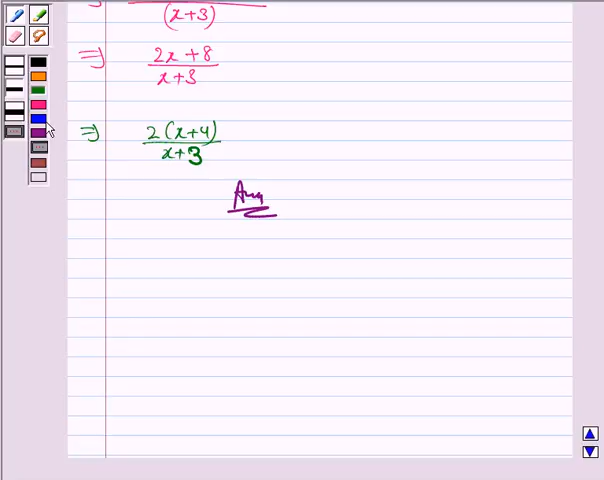 (x+3)
⇒ 2x+8
x+3
⇒ 2(x+4)
x+3
Ans